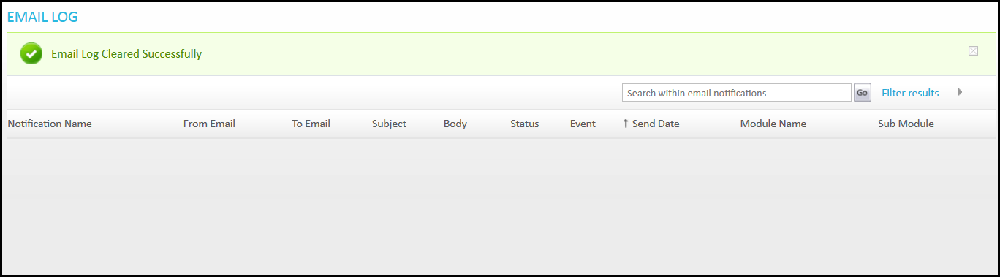 EMAIL LOG
Email Log Cleared Successfully
Search within email notifications Go Filter results
Notification Name From Email To Email Subject Body Status Event ↑ Send Date Module Name Sub Module